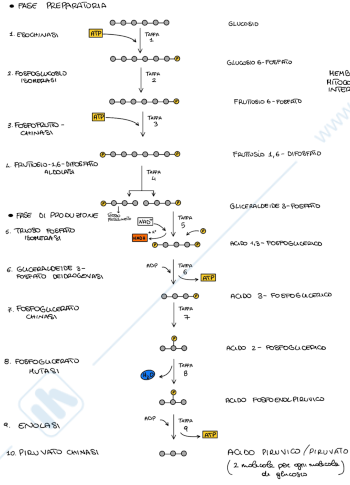 • FASE PREPARATORIA
GLUCOSIO
1. ESOCHINASI
ATP
TAPPA
1
GLUCOSIO 6-FOSFATO
P
2. FOSFOGLUCOSIO
ISOMERASI
TAPPA
2
FRUTTOSIO 6-FOSFATO
P
3. FOSFOFRUTTO-
CHINASI
ATP
TAPPA
3
FRUTTOSIO 1,6- DIFOSFATO
P
P
4. FRUTTOSIO-1,6-DIFOSFATO
ALDOLASI
TAPPA
4
GLICERALDEIDE 3-FOSFATO
P
P
• FASE DI PRODUZIONE
5. TRIOSO FOSFATO
ISOMERASI
NAD+
NADH
+ H+
TAPPA
5
P
ACIDO 1,3- FOSFOGLICERICO
P
P
6. GLICERALDEIDE 3-
FOSFATO DEIDROGENASI
ADP
TAPPA
6
ATP
ACIDO 3- FOSFOGLICERICO
P
7. FOSFOGLICERATO
CHINASI
TAPPA
7
ACIDO 2- FOSFOGLICERICO
P
8. FOSFOGLICERATO
MUTASI
H2O
TAPPA
8
ACIDO FOSFOENOLPIRUVICO
P
9. ENOLASI
ADP
TAPPA
9
ATP
10. PIRUVATO CHINASI
ACIDO PIRUVICO / PIRUVATO
(2 molecole per ogni molecola
di glucosio)
MEMB
MITOCO
INTER